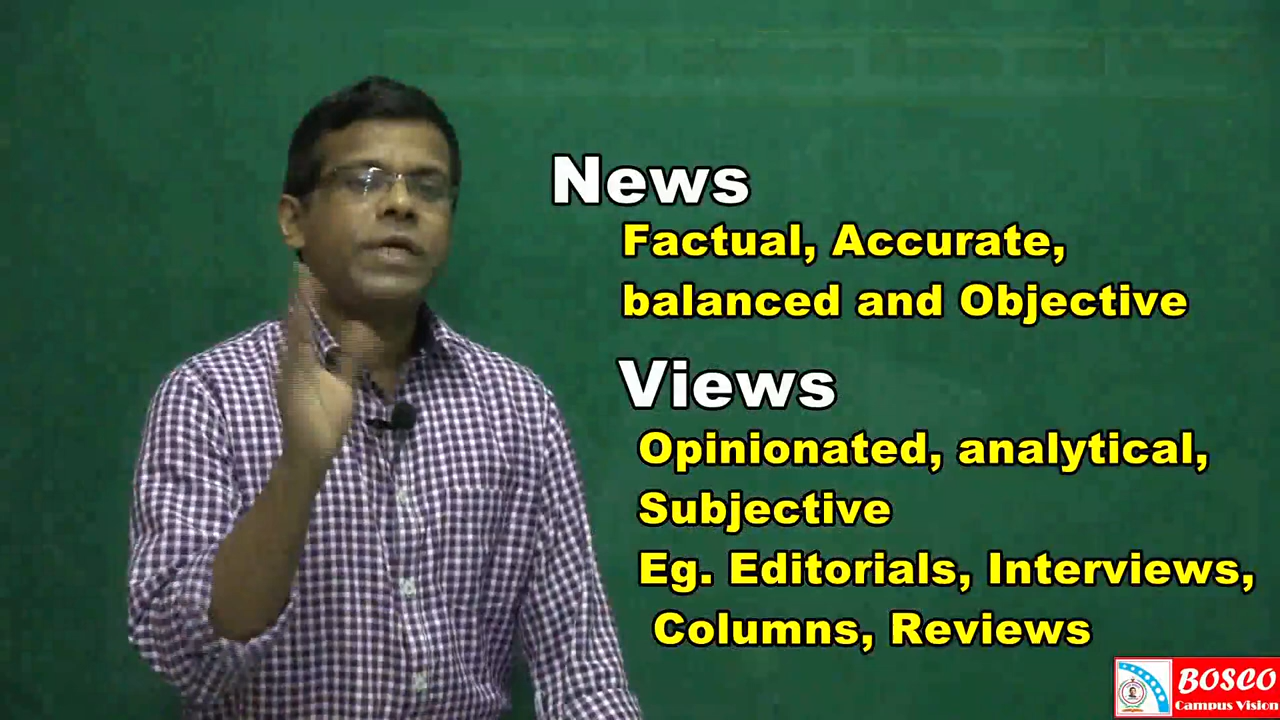 News
Factual, Accurate,
balanced and Objective
Views
Opinionated, analytical,
Subjective
Eg. Editorials, Interviews,
Columns, Reviews
BOSCO
Campus Vision